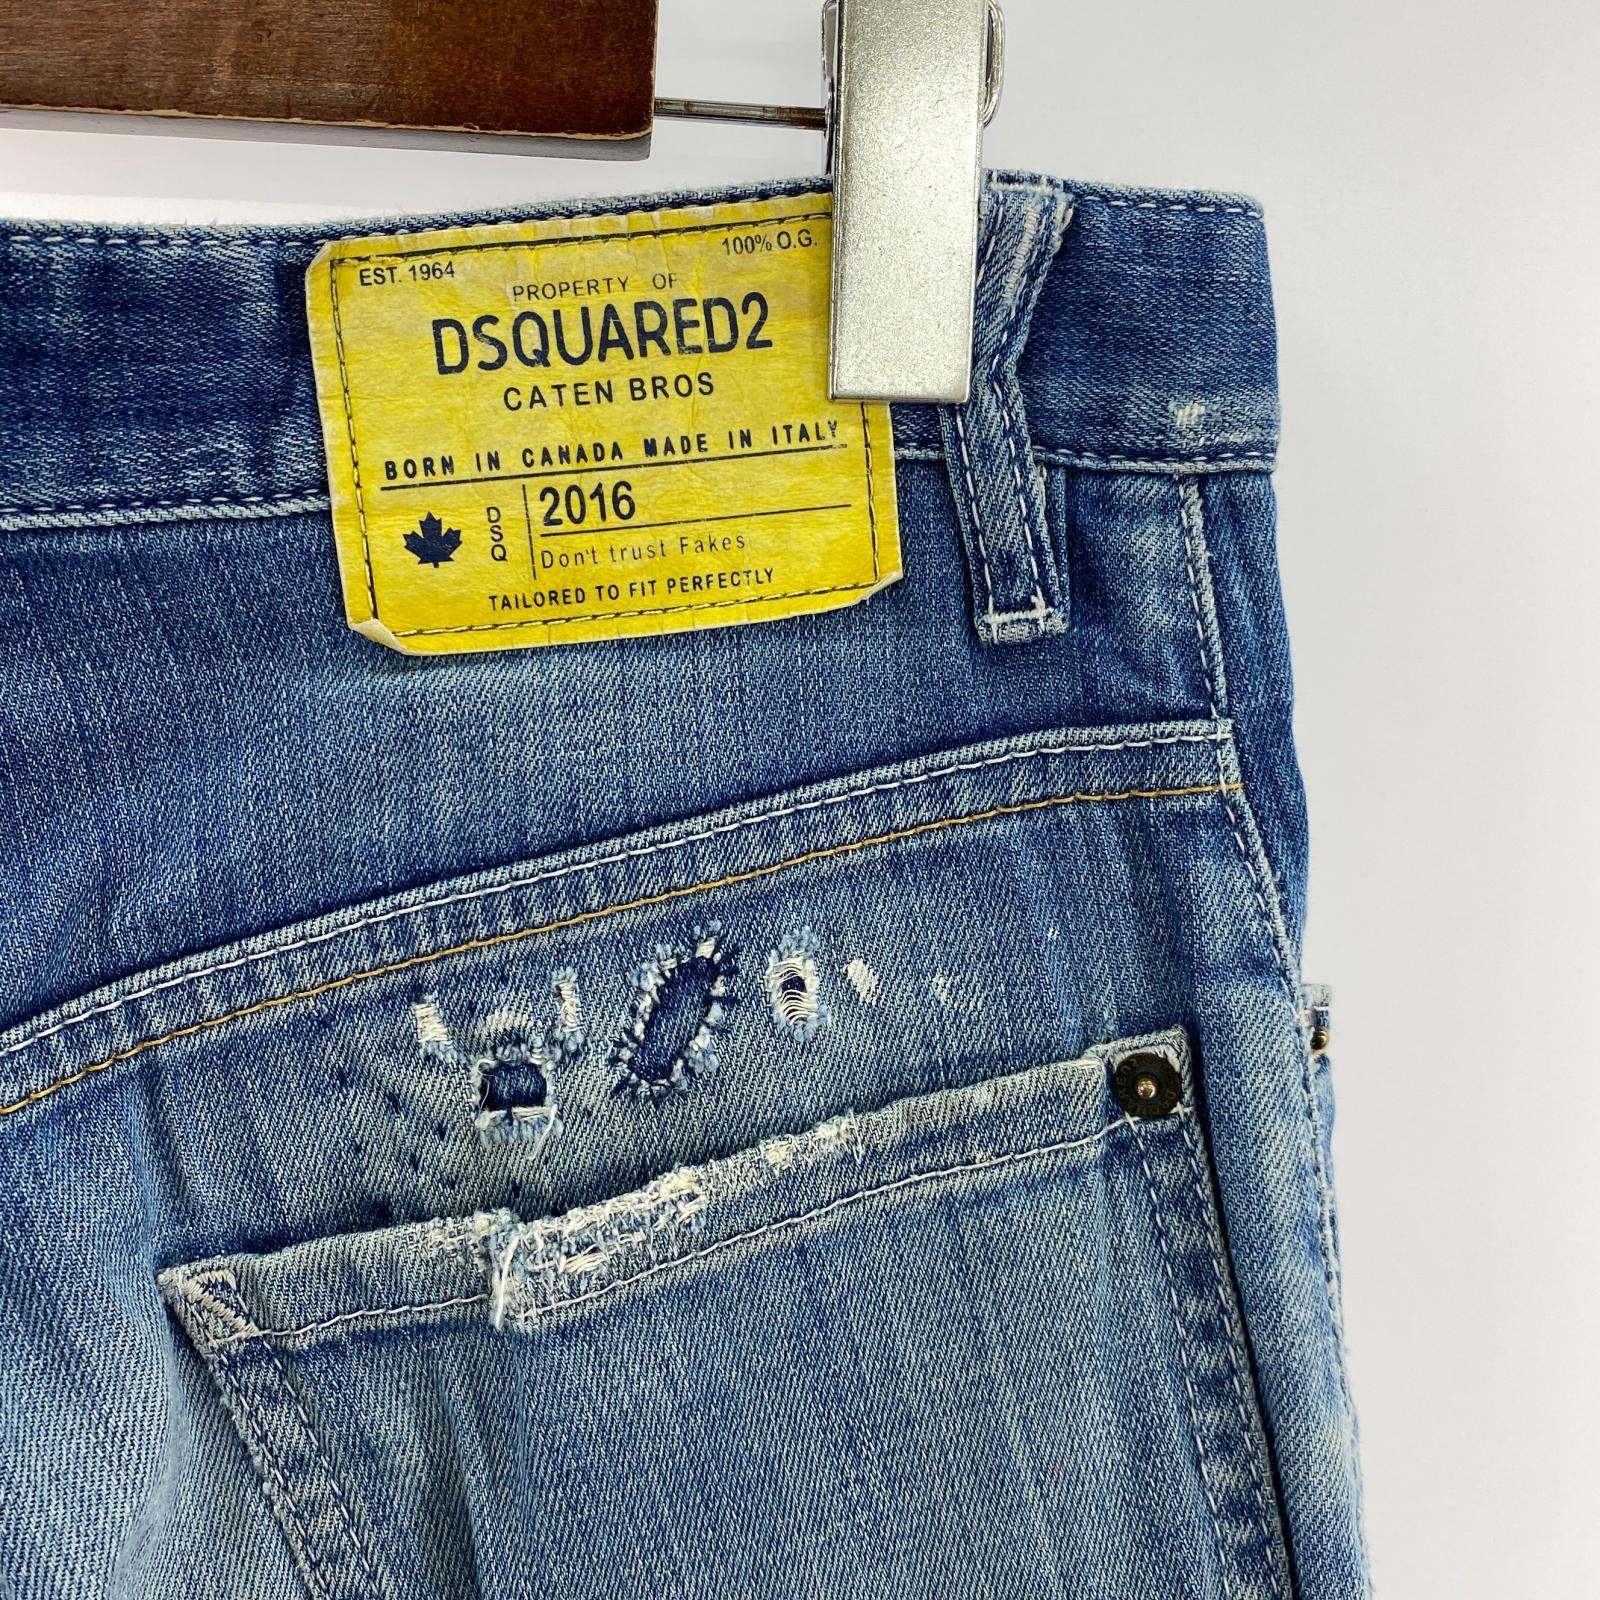 EST. 1964
100% O.G.
PROPERTY OF
DSQUARED2
CATEN BROS
BORN IN CANADA MADE IN ITALY
DSQ
2016
Don't trust Fakes
TAILORED TO FIT PERFECTLY
DSQUARED